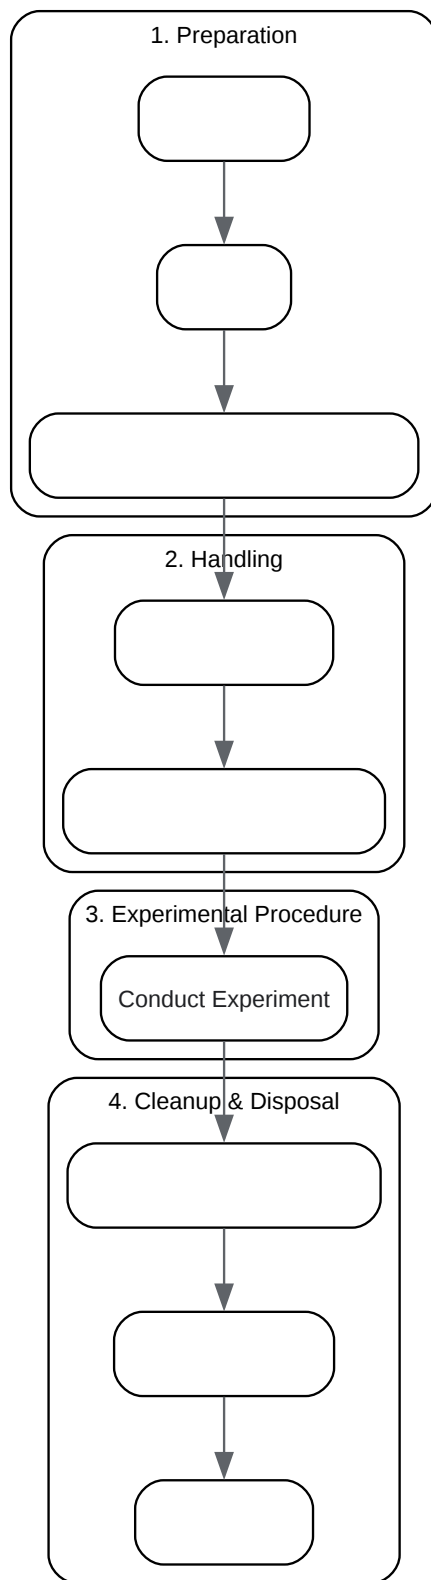 1. Preparation
2. Handling
3. Experimental Procedure
Conduct Experiment
4. Cleanup & Disposal